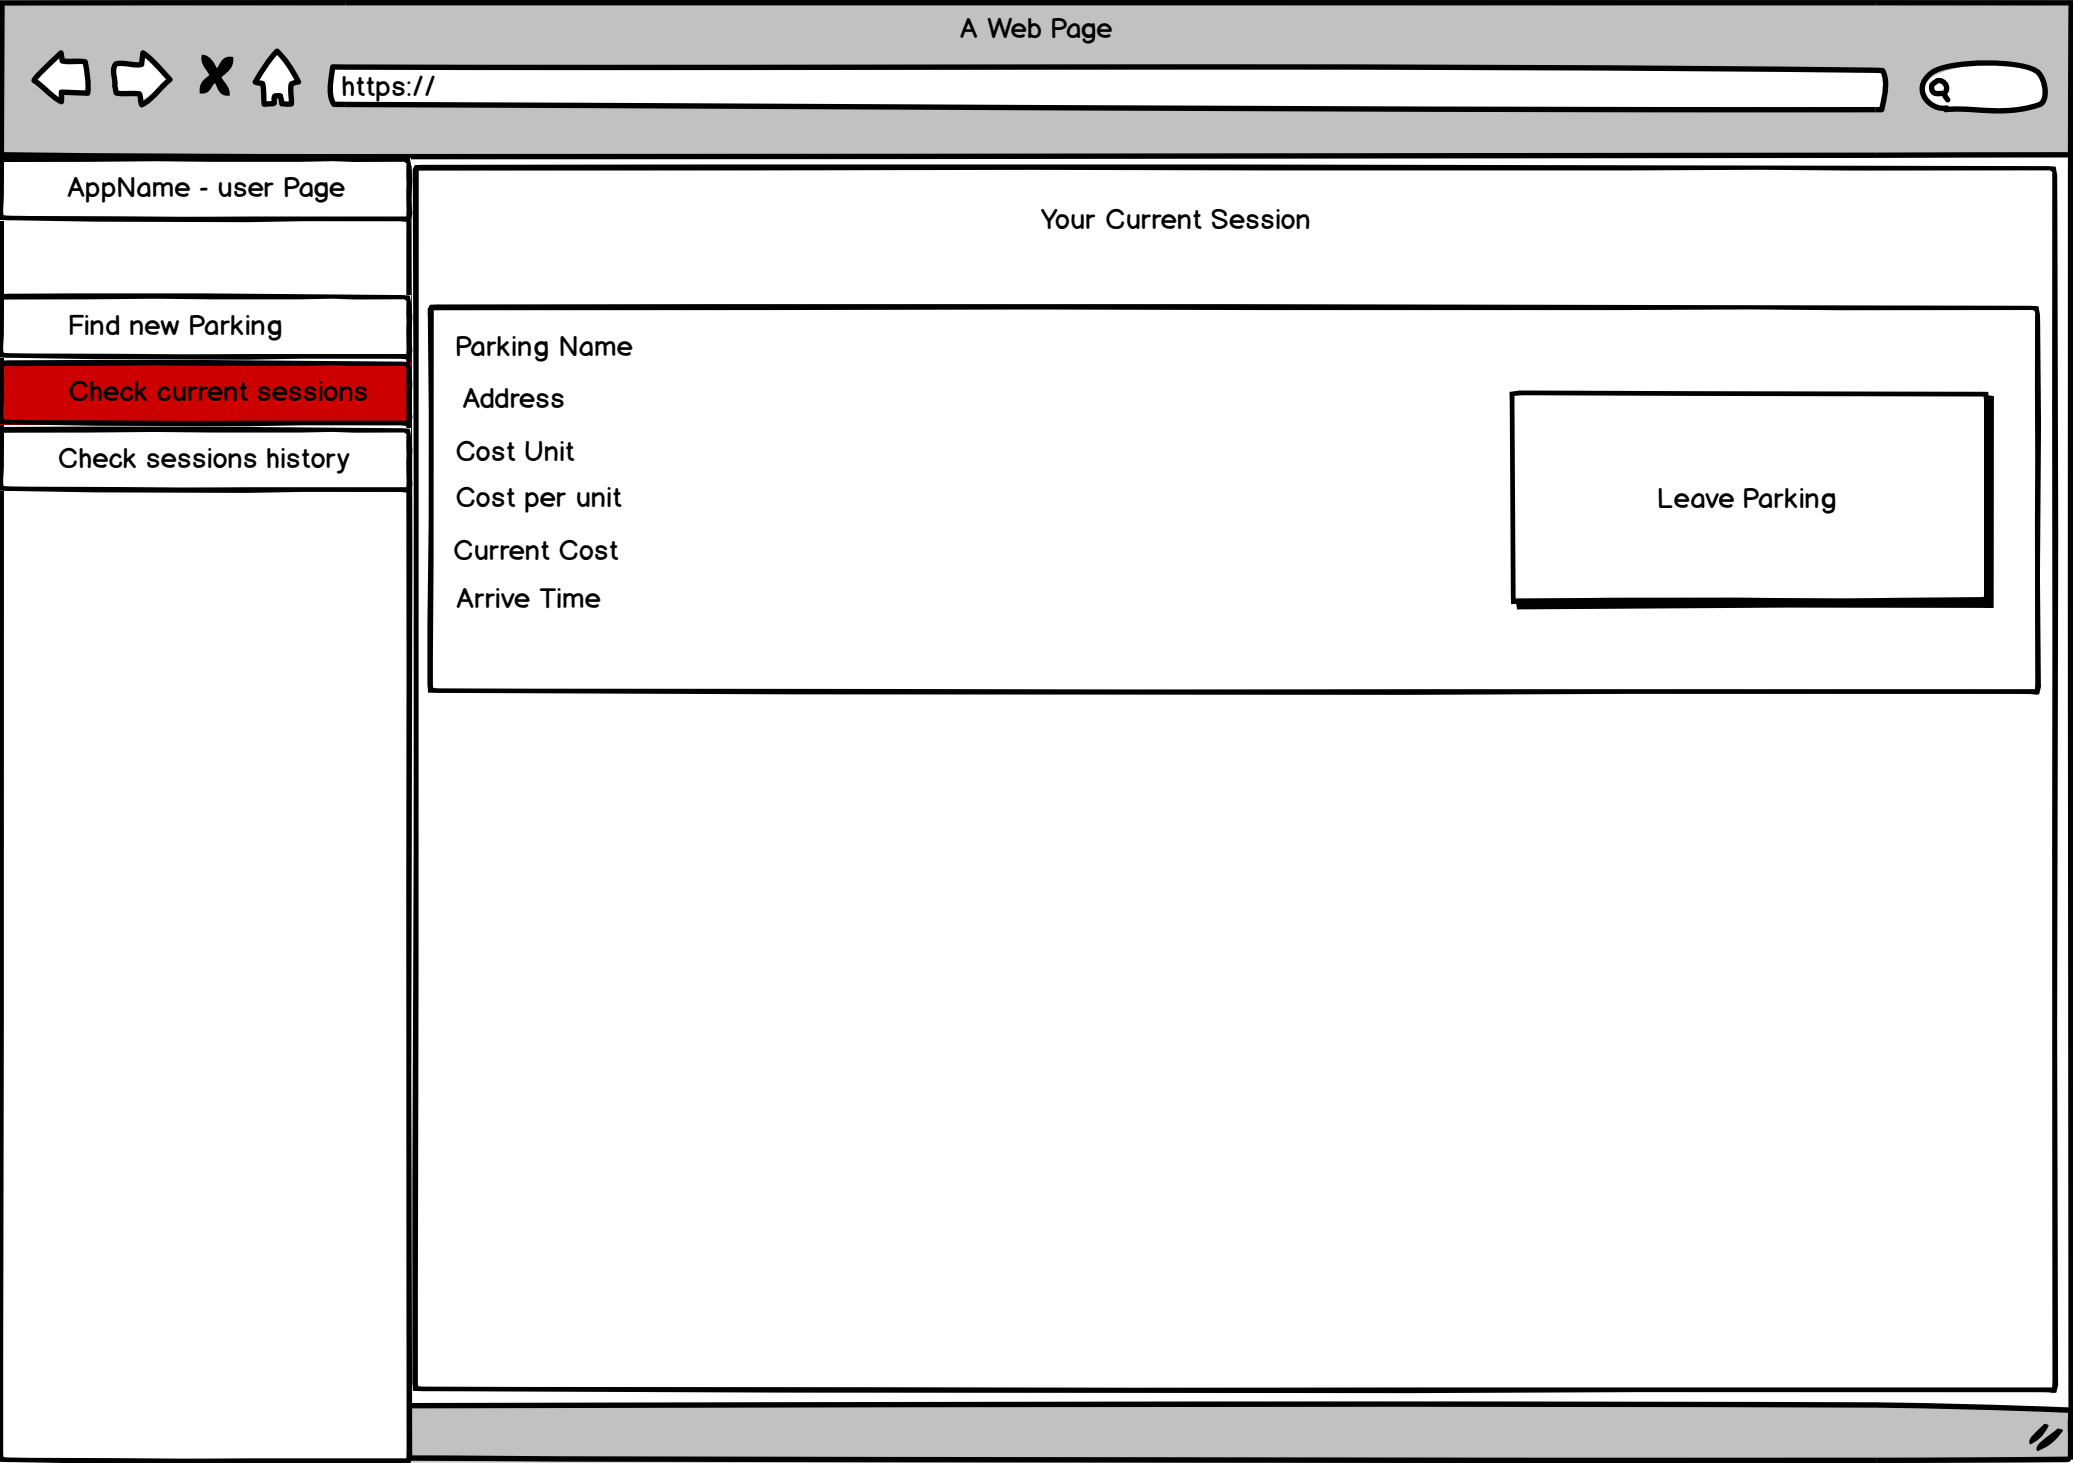 A Web Page
https://
AppName - user Page
Find new Parking
Check current sessions
Check sessions history
Your Current Session
Parking Name
Address
Cost Unit
Cost per unit
Current Cost
Arrive Time
Leave Parking